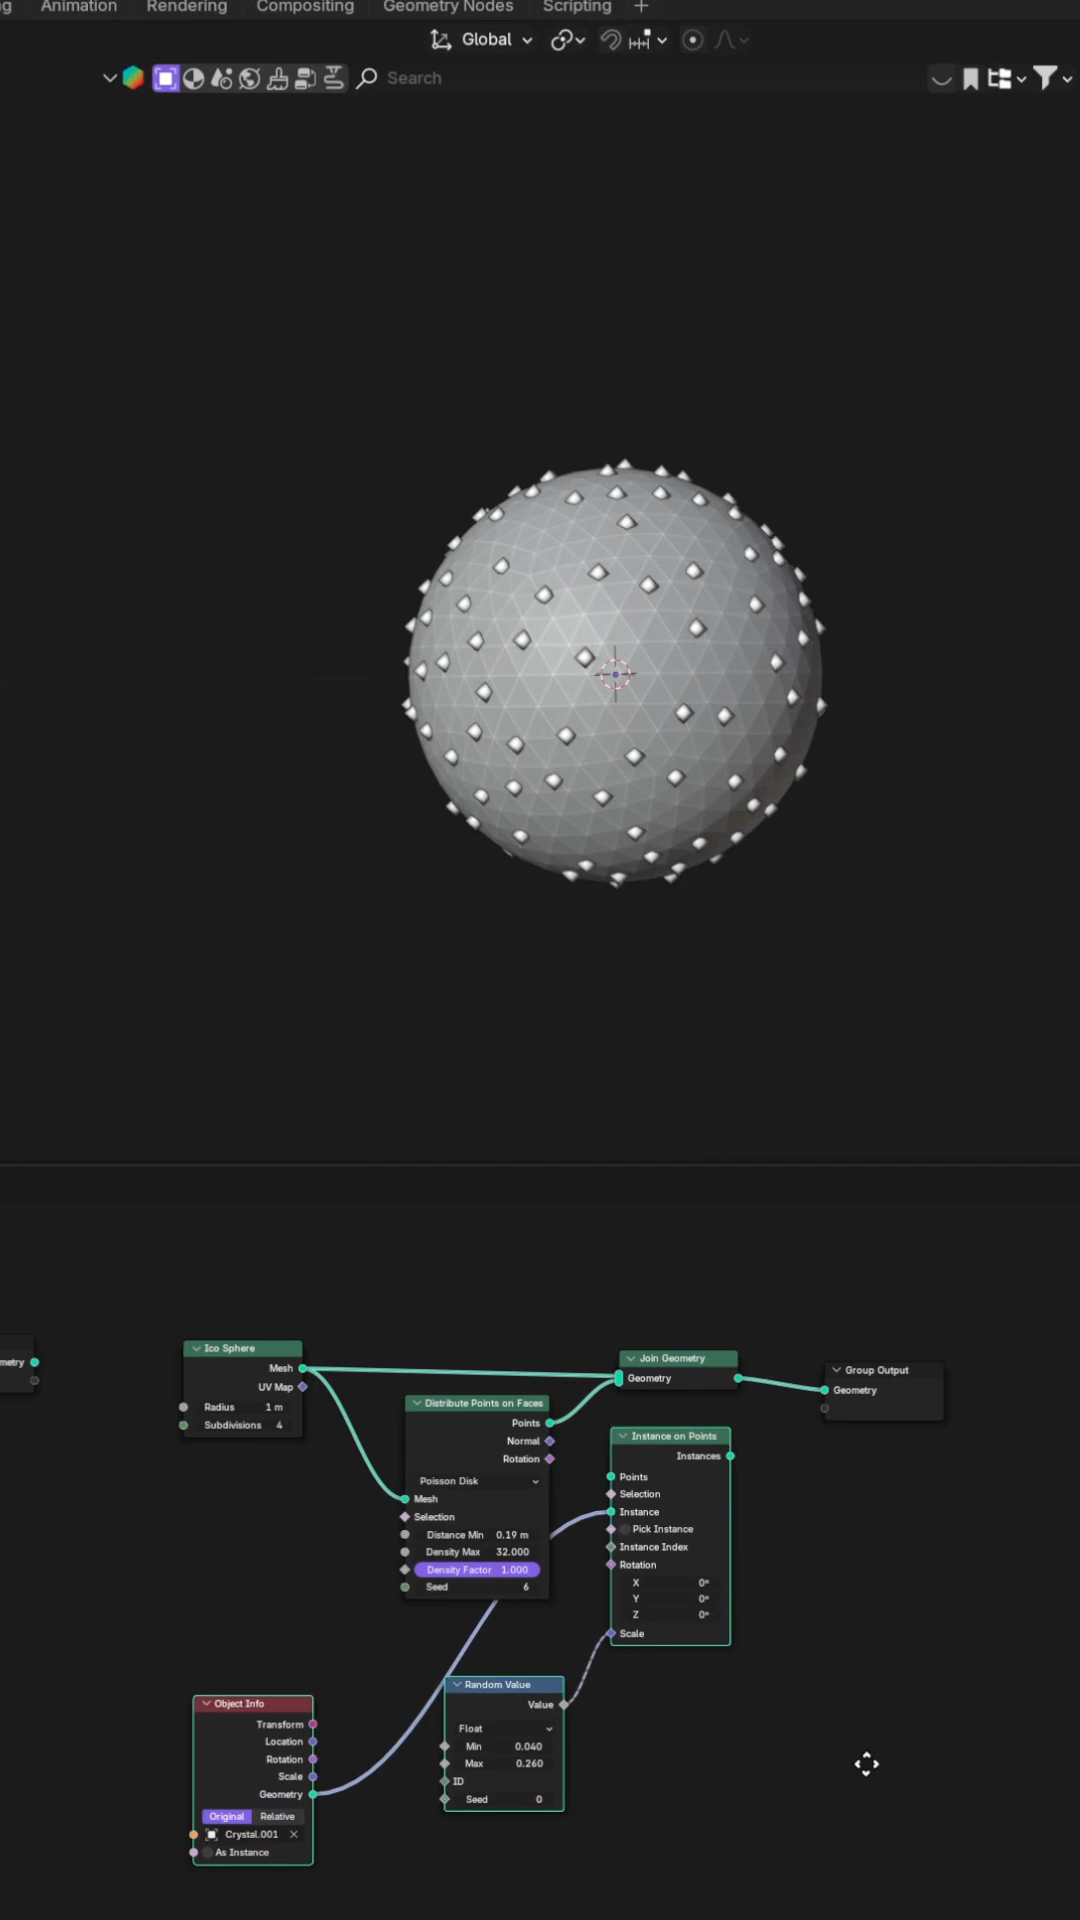 g Animation Rendering Compositing Geometry Nodes Scripting +
Global
Search
metry
Ico Sphere
Mesh
UV Map
Radius 1 m
Subdivisions 4
Distribute Points on Faces
Points
Normal
Rotation
Poisson Disk
Mesh
Selection
Distance Min 0.19 m
Density Max 32.000
Density Factor 1.000
Seed 6
Join Geometry
Geometry
Group Output
Geometry
Instance on Points
Instances
Points
Selection
Instance
Pick Instance
Instance Index
Rotation
X 0°
Y 0°
Z 0°
Scale
Object Info
Transform
Location
Rotation
Scale
Geometry
Original Relative
Crystal.001
As Instance
Random Value
Value
Float
Min 0.040
Max 0.260
ID
Seed 0